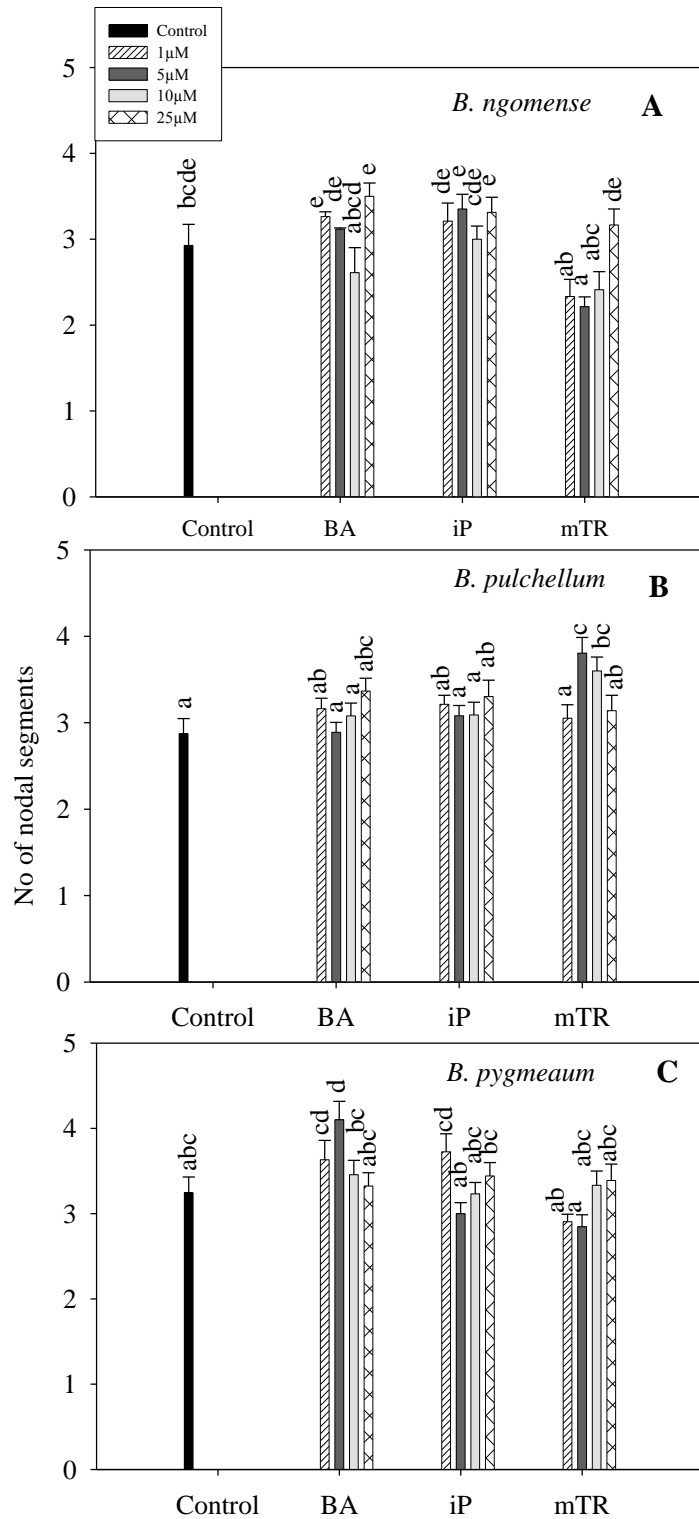 Control
1µM
5µM
10µM
25µM
No of nodal segments
5
4
3
2
1
0
B. ngomense A
bcde
e de abcd e
de e cde e
ab a abc de
Control BA iP mTR
5
4
3
2
1
0
B. pulchellum B
a
ab a a abc
ab a a ab
a c bc ab
Control BA iP mTR
5
4
3
2
1
0
B. pygmeaum C
abc
cd d bc abc
cd ab abc bc
ab a abc abc
Control BA iP mTR